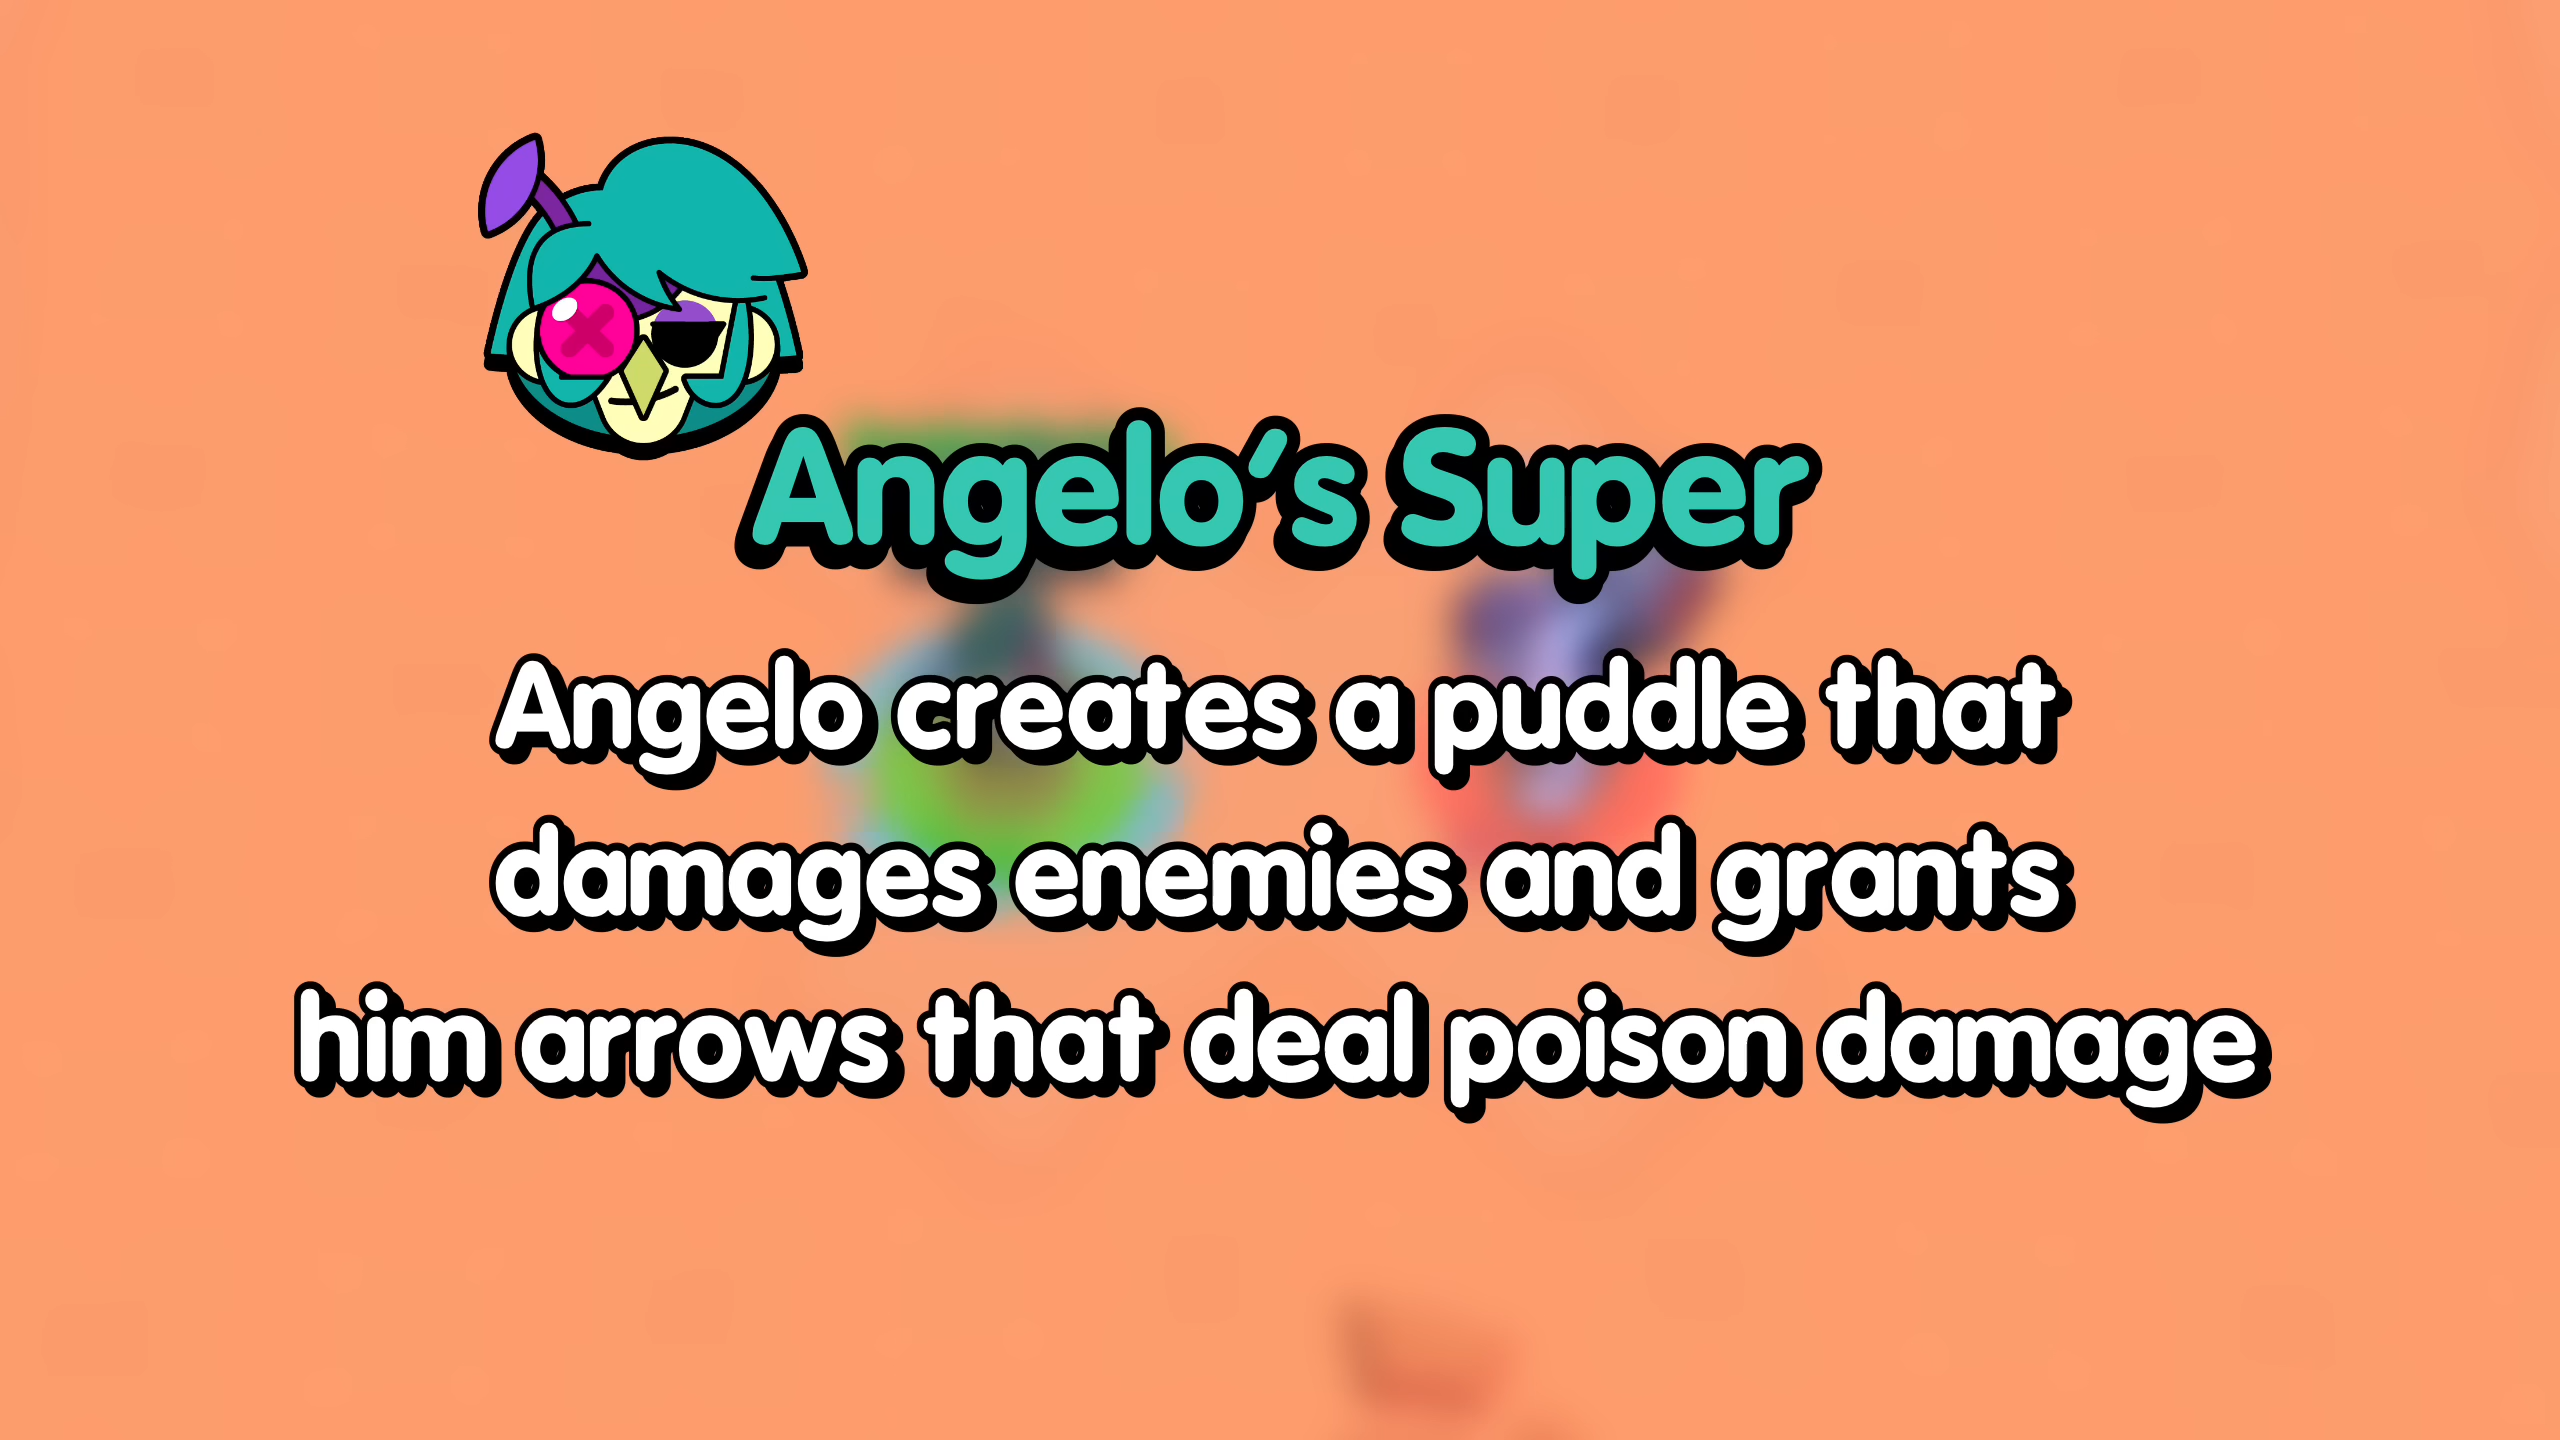 Angelo's Super
Angelo creates a puddle that
damages enemies and grants
him arrows that deal poison damage